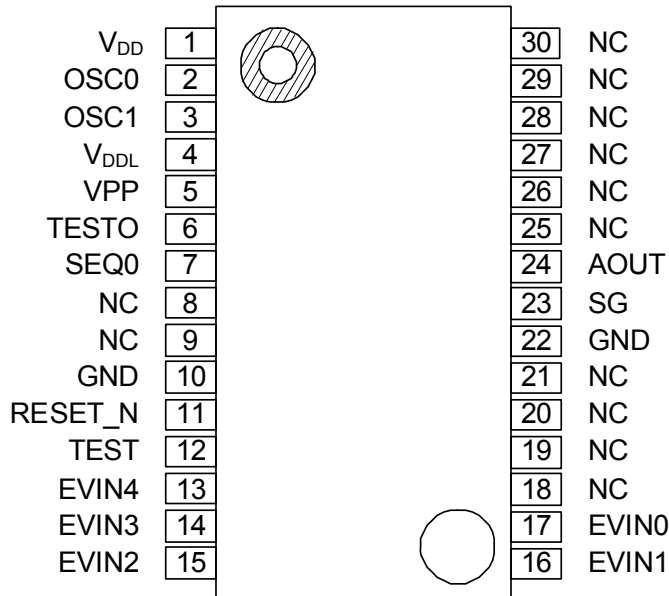 VDD 1 30 NC
OSC0 2 29 NC
OSC1 3 28 NC
VDDL 4 27 NC
VPP 5 26 NC
TESTO 6 25 NC
SEQ0 7 24 AOUT
NC 8 23 SG
NC 9 22 GND
GND 10 21 NC
RESET_N 11 20 NC
TEST 12 19 NC
EVIN4 13 18 NC
EVIN3 14 17 EVIN0
EVIN2 15 16 EVIN1